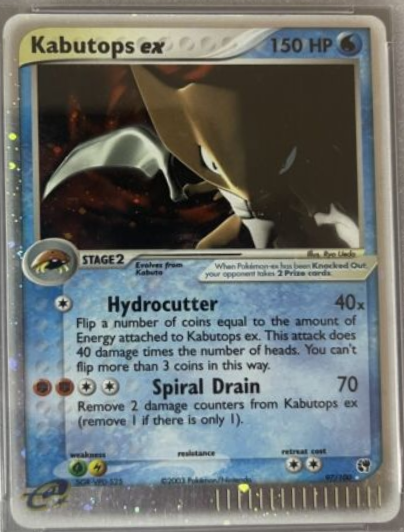 Kabutops ex 150 HP
Illus. Ryo Ueda
STAGE2 Evolves from
Kabuto
When Pokémon-ex has been Knocked Out,
your opponent takes 2 Prize cards.
Hydrocutter 40x
Flip a number of coins equal to the amount of
Energy attached to Kabutops ex. This attack does
40 damage times the number of heads. You can't
flip more than 3 coins in this way.
Spiral Drain 70
Remove 2 damage counters from Kabutops ex
(remove 1 if there is only 1).
weakness resistance retreat cost
©2003 Pokémon/Nintendo
97/100